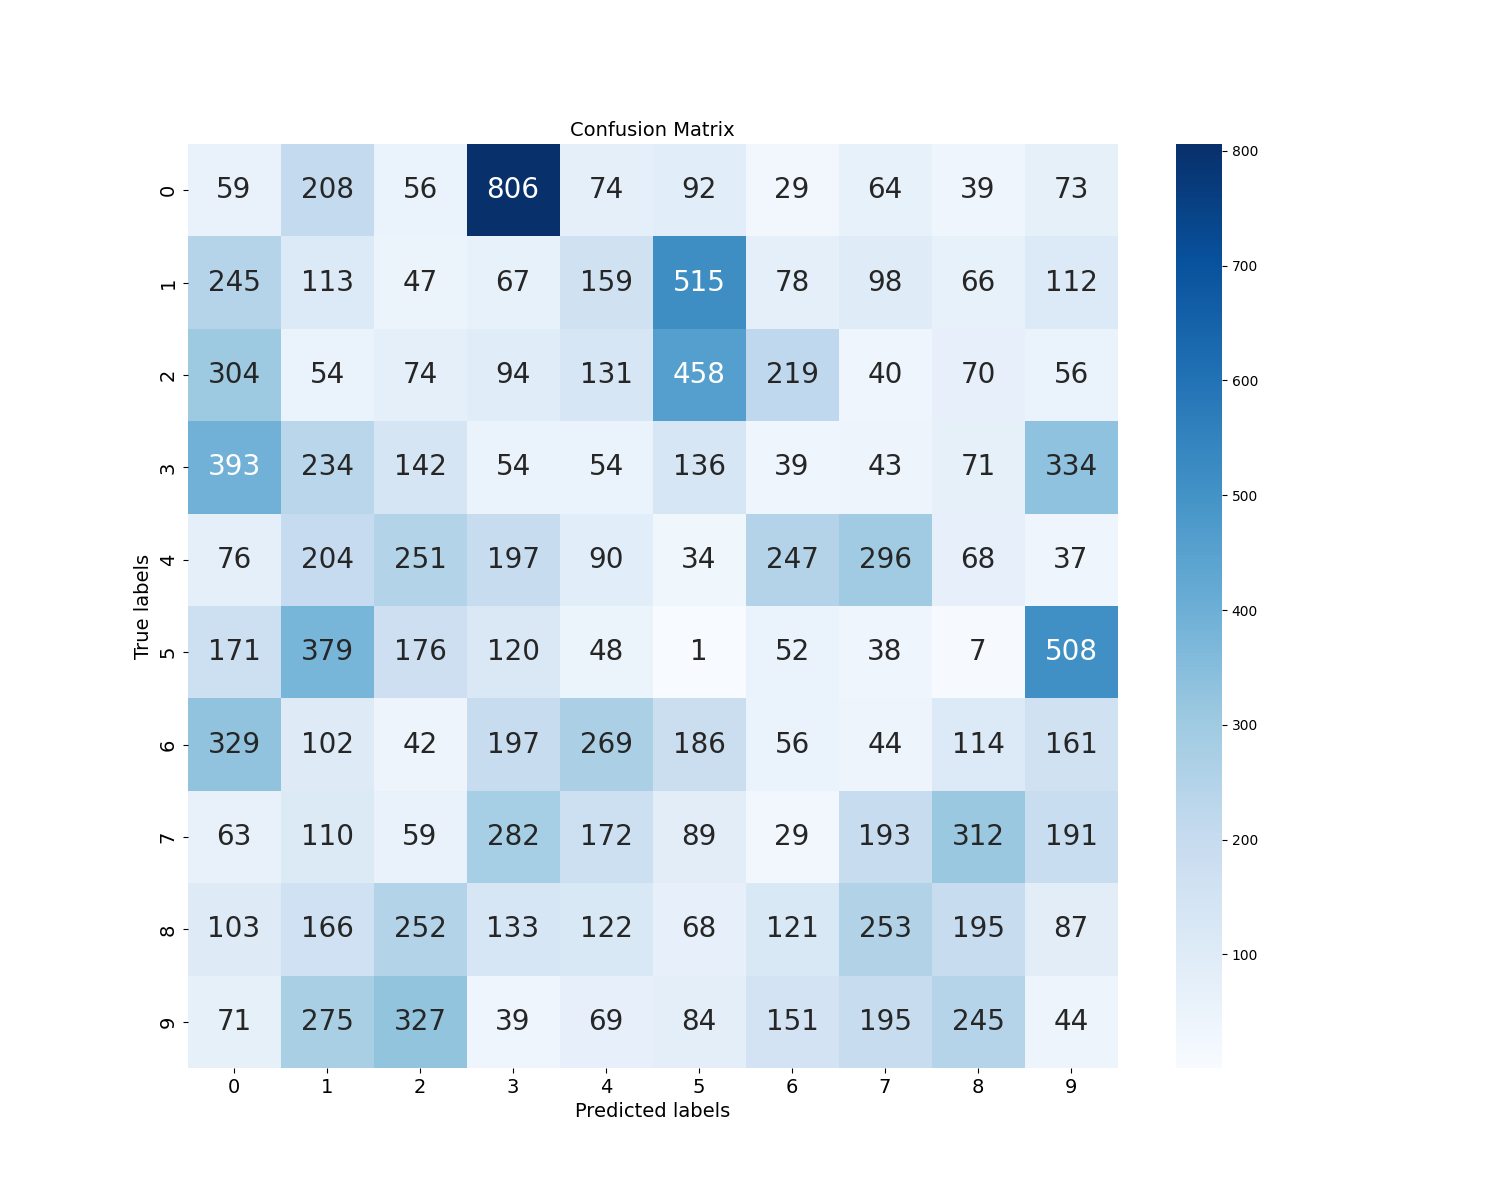 Confusion Matrix
0 59 208 56 806 74 92 29 64 39 73
1 245 113 47 67 159 515 78 98 66 112
2 304 54 74 94 131 458 219 40 70 56
3 393 234 142 54 54 136 39 43 71 334
4 76 204 251 197 90 34 247 296 68 37
5 171 379 176 120 48 1 52 38 7 508
6 329 102 42 197 269 186 56 44 114 161
7 63 110 59 282 172 89 29 193 312 191
8 103 166 252 133 122 68 121 253 195 87
9 71 275 327 39 69 84 151 195 245 44
0 1 2 3 4 5 6 7 8 9
Predicted labels
True labels
800
700
600
500
400
300
200
100